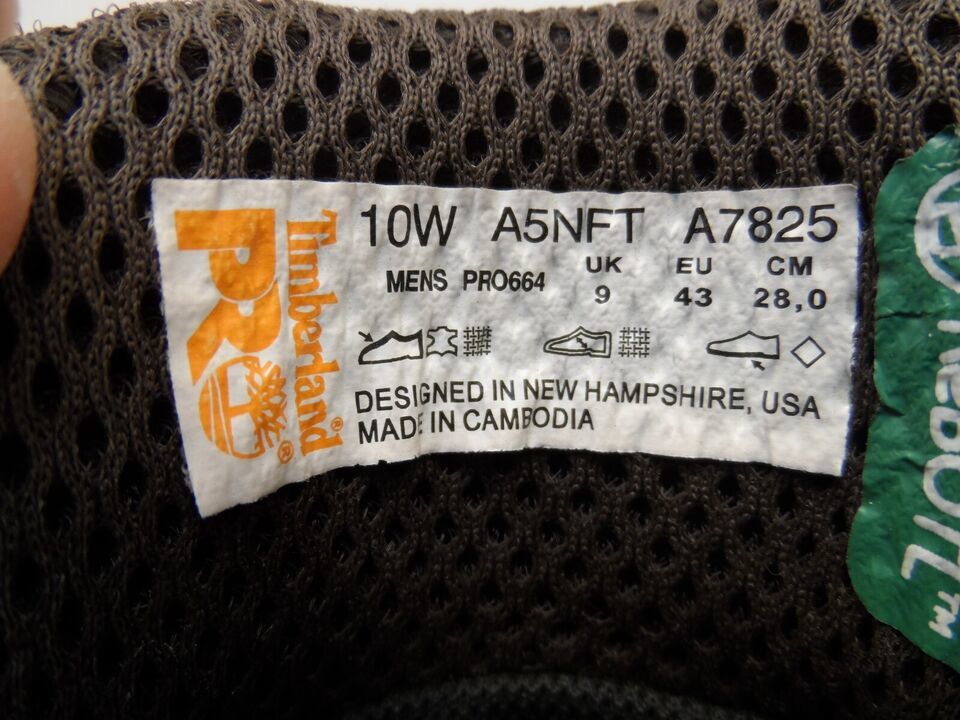 Timberland®
PRO®
10W A5NFT A7825
MENS PRO664 UK 9 EU 43 CM 28,0
DESIGNED IN NEW HAMPSHIRE, USA
MADE IN CAMBODIA
ReBOTL™